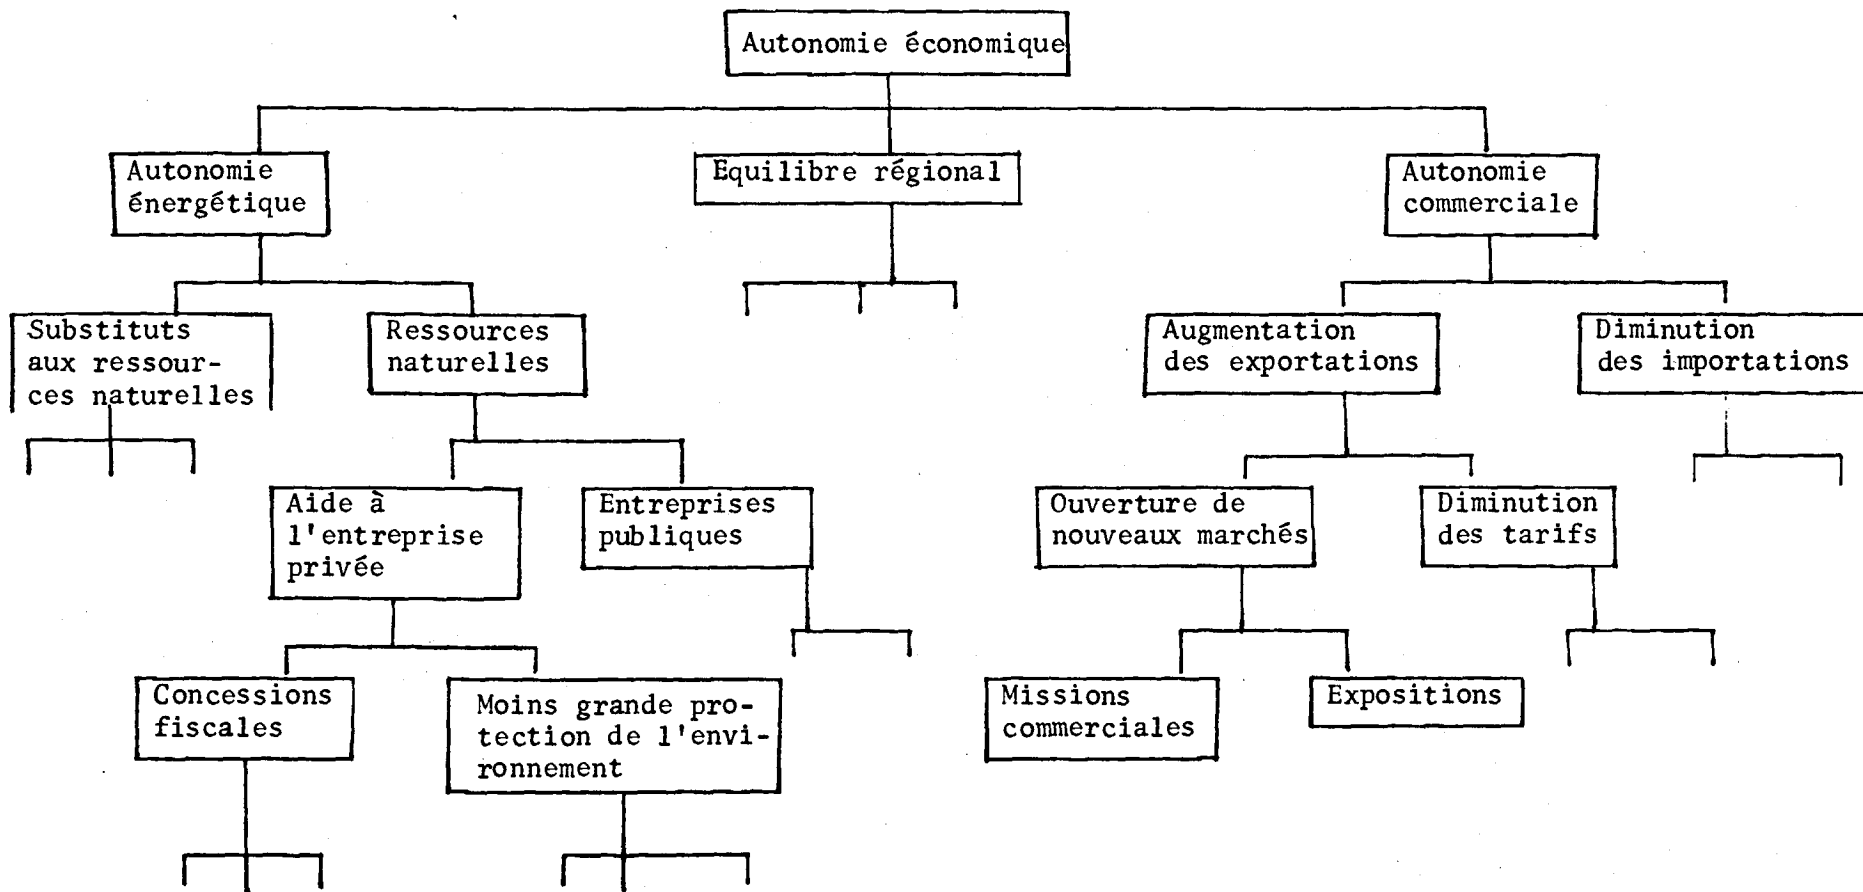 Autonomie économique
Autonomie
énergétique
Equilibre régional
Autonomie
commerciale
Substituts
aux ressour-
ces naturelles
Ressources
naturelles
Augmentation
des exportations
Diminution
des importations
Aide à
l'entreprise
privée
Entreprises
publiques
Ouverture de
nouveaux marchés
Diminution
des tarifs
Concessions
fiscales
Moins grande pro-
tection de l'envi-
ronnement
Missions
commerciales
Expositions